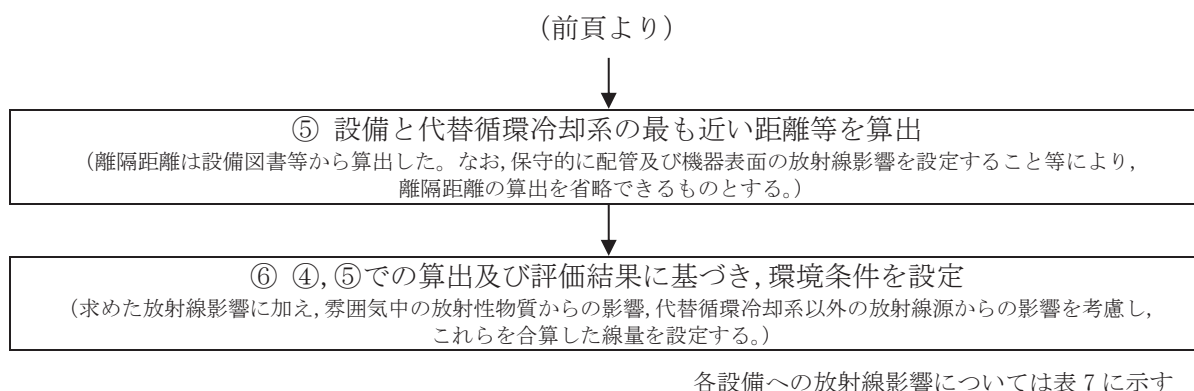 (前頁より)
⑤ 設備と代替循環冷却系の最も近い距離等を算出
(離隔距離は設備図書等から算出した。なお,保守的に配管及び機器表面の放射線影響を設定すること等により,
離隔距離の算出を省略できるものとする。)
⑥ ④,⑤での算出及び評価結果に基づき,環境条件を設定
(求めた放射線影響に加え,雰囲気中の放射性物質からの影響,代替循環冷却系以外の放射線源からの影響を考慮し,
これらを合算した線量を設定する。)
各設備への放射線影響については表 7 に示す